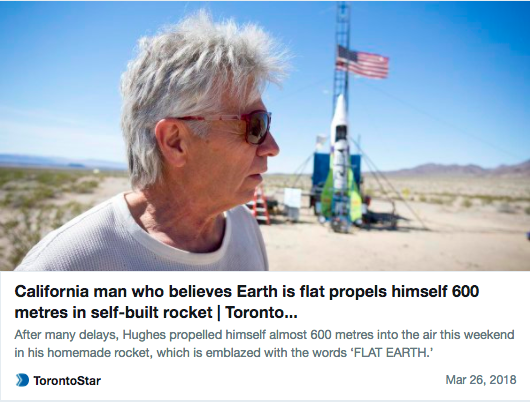 California man who believes Earth is flat propels himself 600
metres in self-built rocket | Toronto...
After many delays, Hughes propelled himself almost 600 metres into the air this weekend
in his homemade rocket, which is emblazed with the words ‘FLAT EARTH.’
TorontoStar
Mar 26, 2018